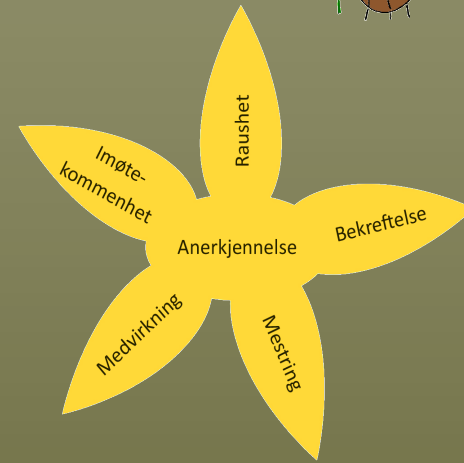 Raushet
Imøte-
kommenhet
Bekreftelse
Anerkjennelse
Medvirkning
Mestring